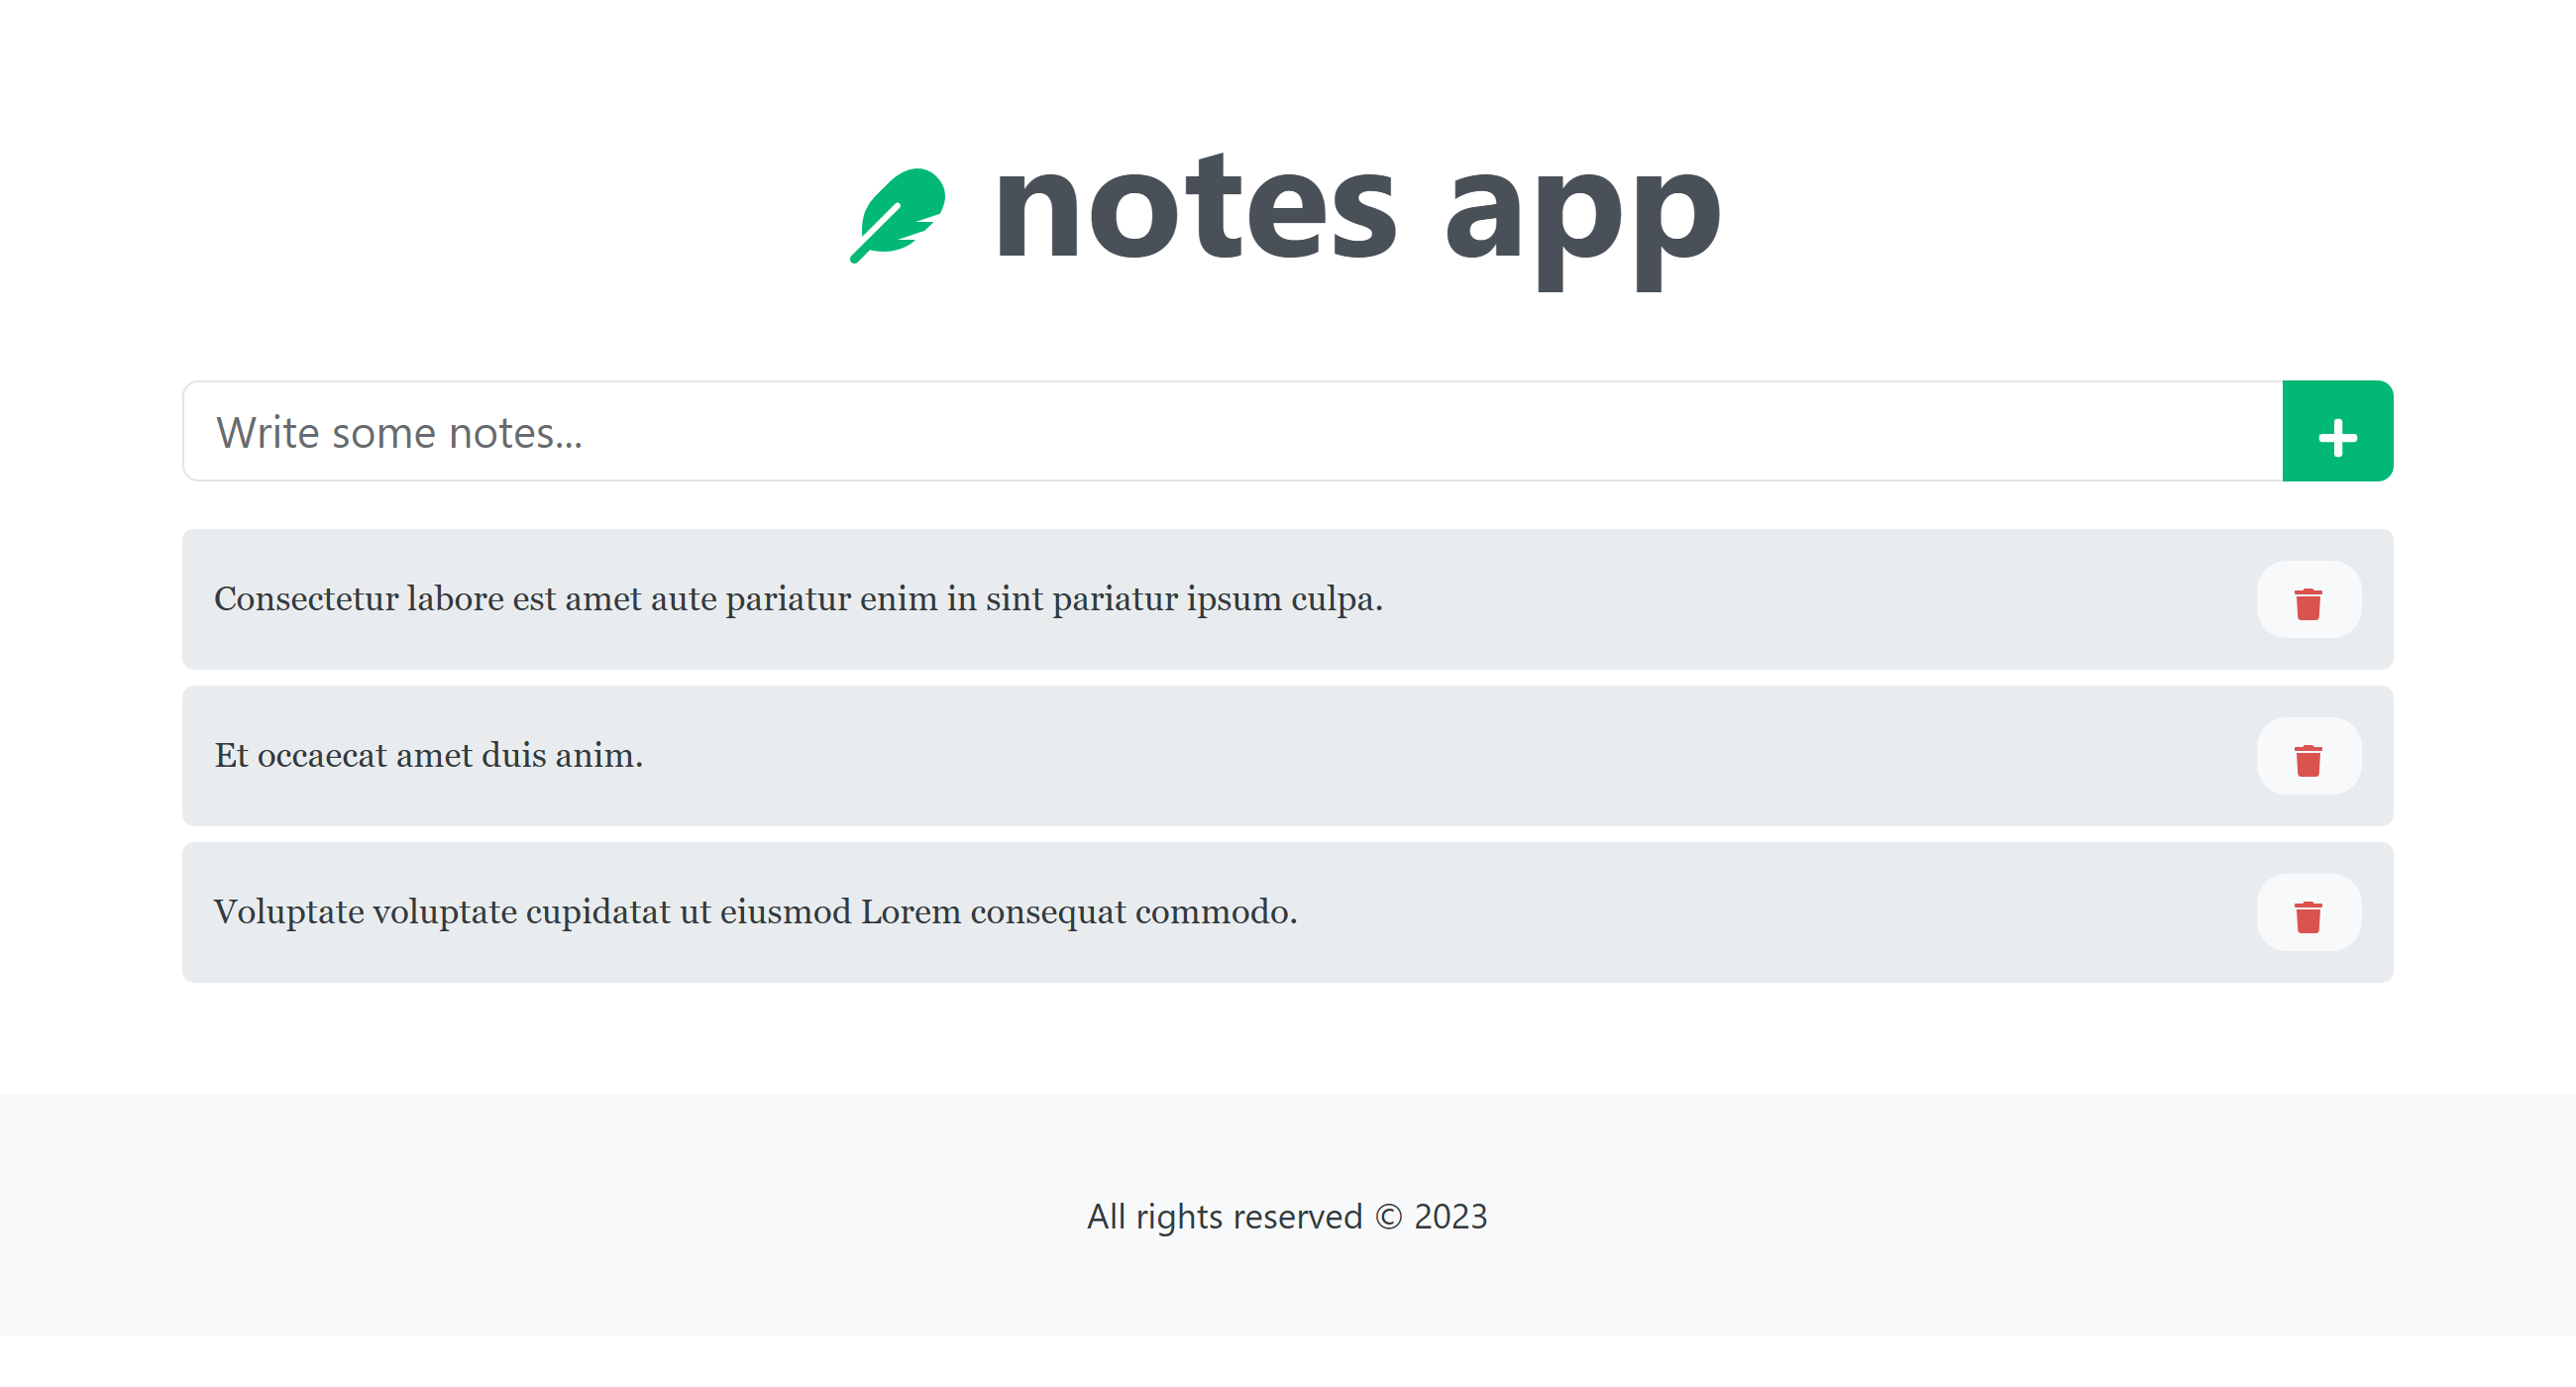 notes app
Write some notes...
Consectetur labore est amet aute pariatur enim in sint pariatur ipsum culpa.
Et occaecat amet duis anim.
Voluptate voluptate cupidatat ut eiusmod Lorem consequat commodo.
All rights reserved © 2023